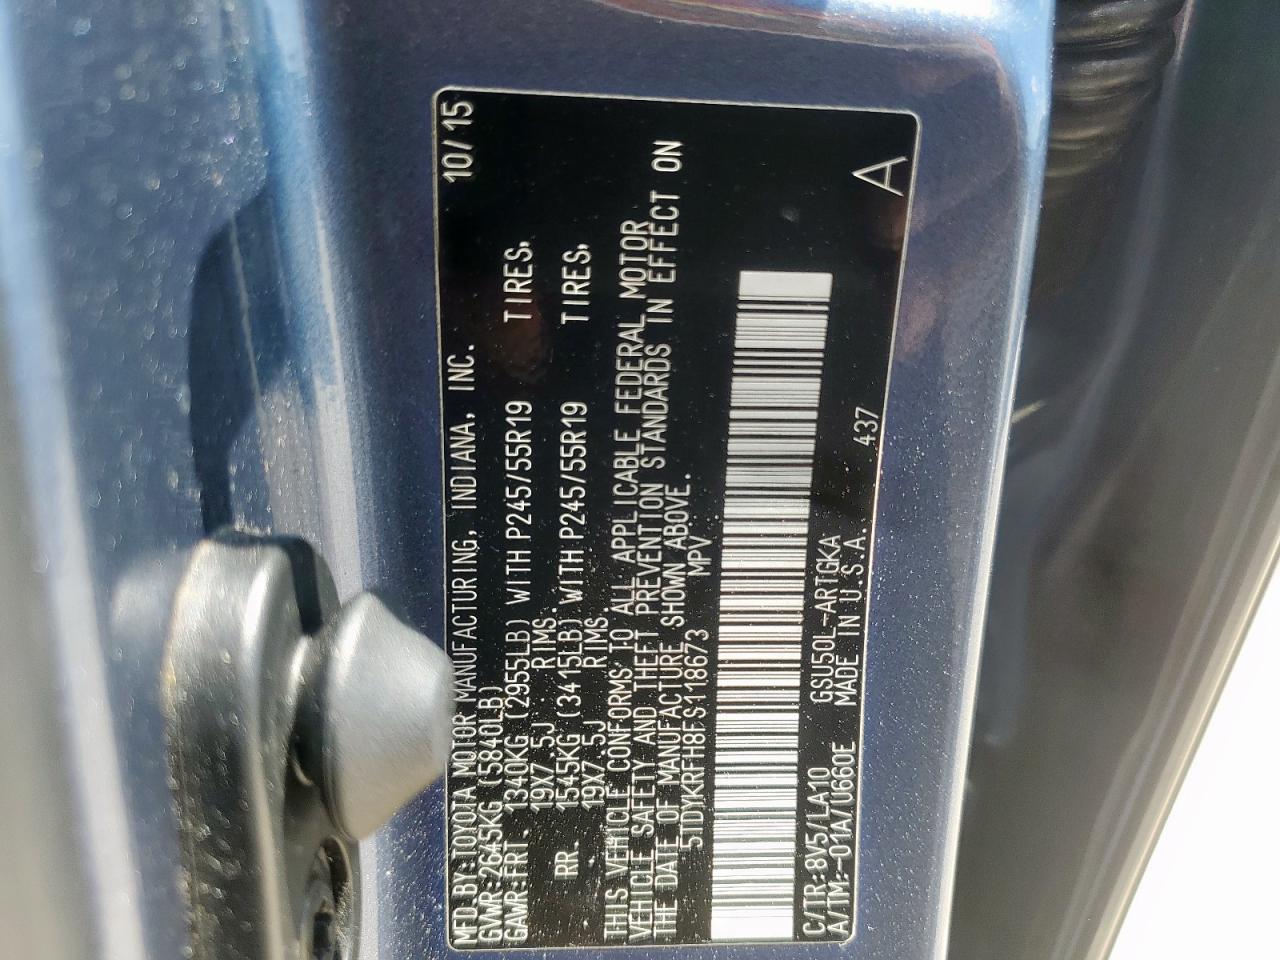 MFD.BY:TOYOTA MOTOR MANUFACTURING, INDIANA, INC. 10/15
GVWR:2645KG (5840LB)
GAWR:FRT. 1340KG (2955LB) WITH P245/55R19 TIRES,
19X7.5J RIMS.
RR. 1545KG (3415LB) WITH P245/55R19 TIRES,
19X7.5J RIMS.
THIS VEHICLE CONFORMS TO ALL APPLICABLE FEDERAL MOTOR
VEHICLE SAFETY AND THEFT PREVENTION STANDARDS IN EFFECT ON
THE DATE OF MANUFACTURE SHOWN ABOVE.
5TDYKRFH8FS118673 MPV
C/TR:8V5/LA10 GSU50L-ARTGKA
A/TM:-01A/U660E MADE IN U.S.A. 437 A